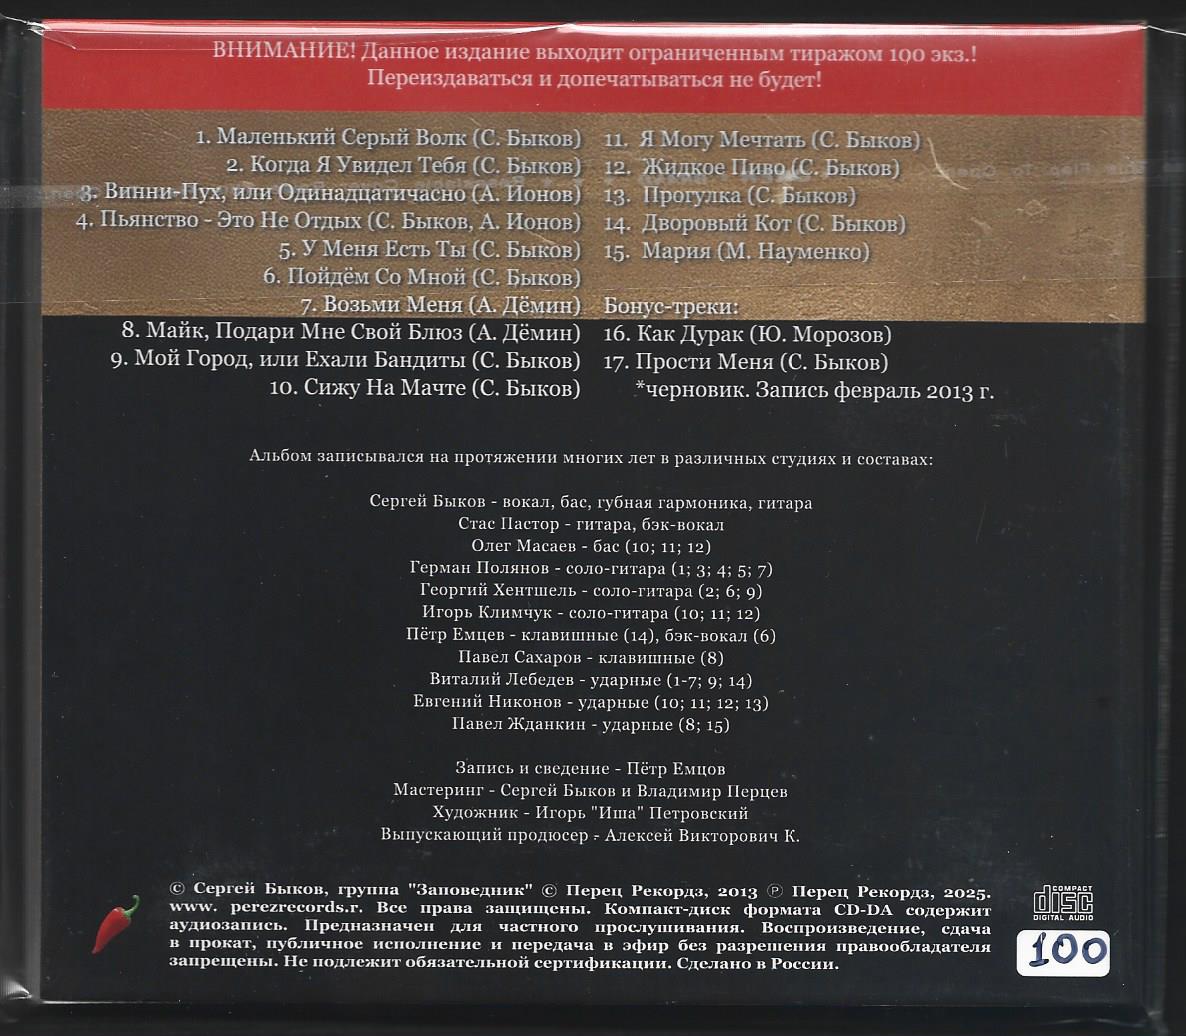 ВНИМАНИЕ! Данное издание выходит ограниченным тиражом 100 экз.!
Переиздаваться и допечатываться не будет!
1. Маленький Серый Волк (С. Быков)
2. Когда Я Увидел Тебя (С. Быков)
3. Винни-Пух, или Одинадцатичасно (А. Ионов)
4. Пьянство - Это Не Отдых (С. Быков, А. Ионов)
5. У Меня Есть Ты (С. Быков)
6. Пойдём Со Мной (С. Быков)
7. Возьми Меня (А. Дёмин)
8. Майк, Подари Мне Свой Блюз (А. Дёмин)
9. Мой Город, или Ехали Бандиты (С. Быков)
10. Сижу На Мачте (С. Быков)
11. Я Могу Мечтать (С. Быков)
12. Жидкое Пиво (С. Быков)
13. Прогулка (С. Быков)
14. Дворовый Кот (С. Быков)
15. Мария (М. Науменко)
Бонус-треки:
16. Как Дурак (Ю. Морозов)
17. Прости Меня (С. Быков)
*черновик. Запись февраль 2013 г.
Альбом записывался на протяжении многих лет в различных студиях и составах:
Сергей Быков - вокал, бас, губная гармоника, гитара
Стас Пастор - гитара, бэк-вокал
Олег Масаев - бас (10; 11; 12)
Герман Полянов - соло-гитара (1; 3; 4; 5; 7)
Георгий Хентшель - соло-гитара (2; 6; 9)
Игорь Климчук - соло-гитара (10; 11; 12)
Пётр Емцев - клавишные (14), бэк-вокал (6)
Павел Сахаров - клавишные (8)
Виталий Лебедев - ударные (1-7; 9; 14)
Евгений Никонов - ударные (10; 11; 12; 13)
Павел Жданкин - ударные (8; 15)
Запись и сведение - Пётр Емцов
Мастеринг - Сергей Быков и Владимир Перцев
Художник - Игорь "Иша" Петровский
Выпускающий продюсер - Алексей Викторович К.
© Сергей Быков, группа "Заповедник" © Перец Рекордз, 2013 ℗ Перец Рекордз, 2025.
www. perezrecords.r. Все права защищены. Компакт-диск формата CD-DA содержит
аудиозапись. Предназначен для частного прослушивания. Воспроизведение, сдача
в прокат, публичное исполнение и передача в эфир без разрешения правообладателя
запрещены. Не подлежит обязательной сертификации. Сделано в России.
COMPACT
disc
DIGITAL AUDIO
100